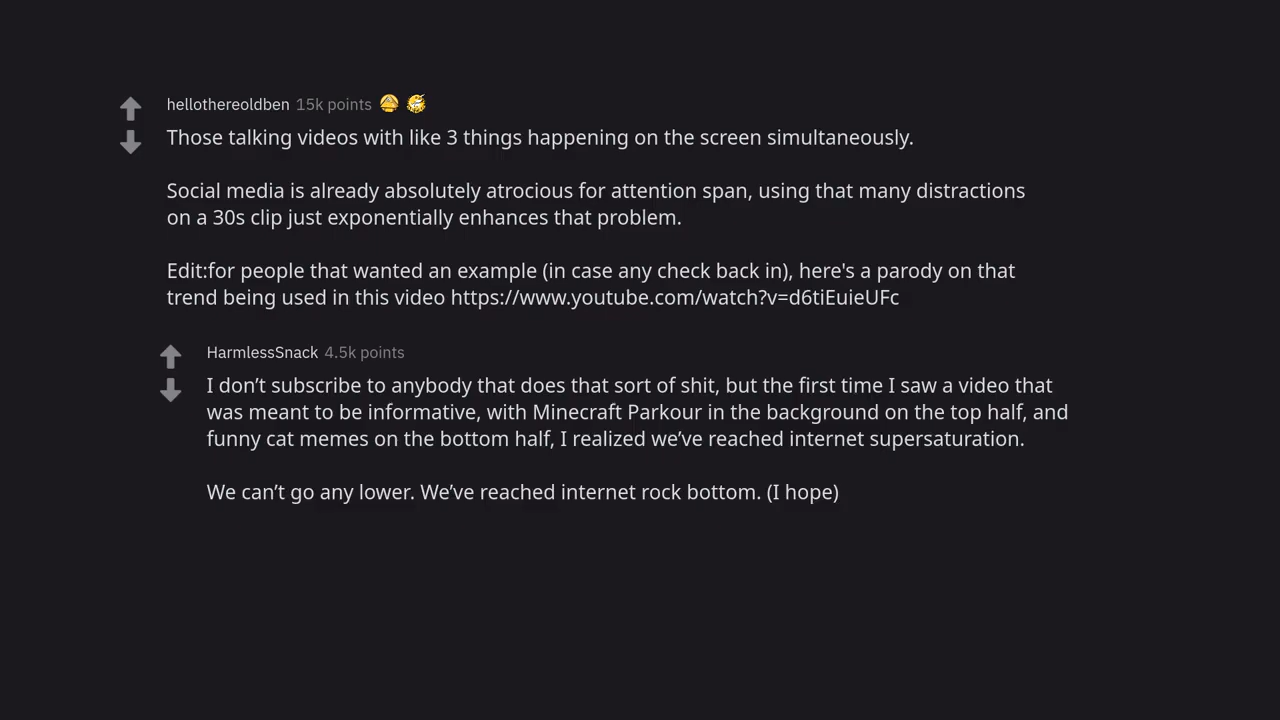 hellothereoldben 15k points
Those talking videos with like 3 things happening on the screen simultaneously.
Social media is already absolutely atrocious for attention span, using that many distractions
on a 30s clip just exponentially enhances that problem.
Edit:for people that wanted an example (in case any check back in), here's a parody on that
trend being used in this video https://www.youtube.com/watch?v=d6tiEuieUFc
HarmlessSnack 4.5k points
I don’t subscribe to anybody that does that sort of shit, but the first time I saw a video that
was meant to be informative, with Minecraft Parkour in the background on the top half, and
funny cat memes on the bottom half, I realized we’ve reached internet supersaturation.
We can’t go any lower. We’ve reached internet rock bottom. (I hope)